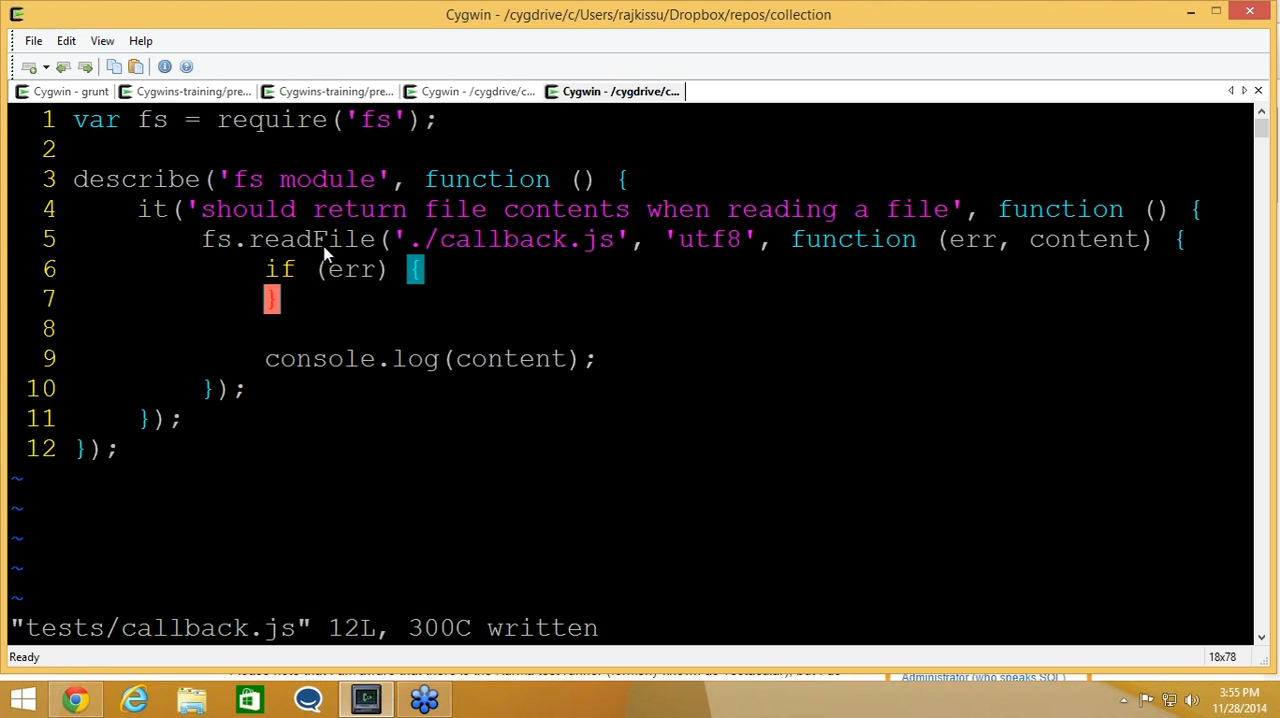 Cygwin - /cygdrive/c/Users/rajkissu/Dropbox/repos/collection
File Edit View Help
Cygwin - grunt Cygwins-training/pre... Cygwins-training/pre... Cygwin - /cygdrive/c... Cygwin - /cygdrive/c...
1 var fs = require('fs');
2
3 describe('fs module', function () {
4 it('should return file contents when reading a file', function () {
5 fs.readFile('./callback.js', 'utf8', function (err, content) {
6 if (err) {
7 }
8
9 console.log(content);
10 });
11 });
12 });
~
~
~
~
~
"tests/callback.js" 12L, 300C written
Ready 18x78
Administrator (who speaks SQL)
3:55 PM
11/28/2014